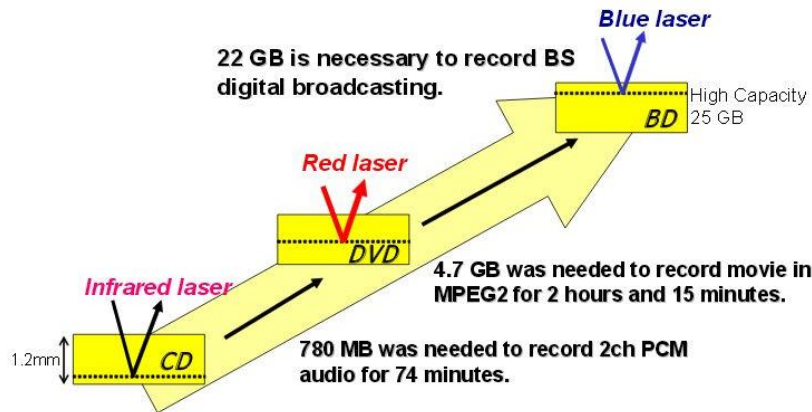 Blue laser
22 GB is necessary to record BS
digital broadcasting.
High Capacity
25 GB
BD
Red laser
DVD
4.7 GB was needed to record movie in
MPEG2 for 2 hours and 15 minutes.
Infrared laser
1.2mm
CD
780 MB was needed to record 2ch PCM
audio for 74 minutes.